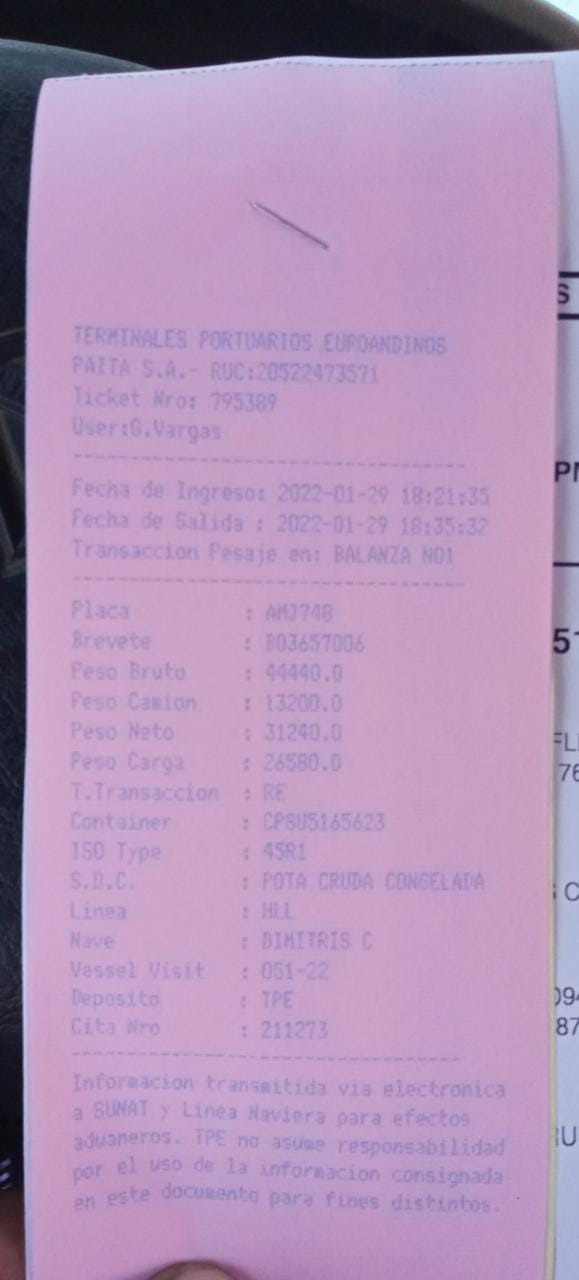 TERMINALES PORTUARIOS EUROANDINOS
PAITA S.A.- RUC:20522473571
Ticket Nro: 795389
User:G.Vargas
Fecha de Ingreso: 2022-01-29 18:21:35
Fecha de Salida : 2022-01-29 18:35:32
Transaccion Pesaje en: BALANZA NO1
Placa : AMJ748
Brevete : B03657006
Peso Bruto : 44440.0
Peso Camion : 13200.0
Peso Neto : 31240.0
Peso Carga : 26580.0
T.Transaccion : RE
Container : CPSU5165623
ISO Type : 45R1
S.D.C. : POTA CRUDA CONGELADA
Linea : HLL
Nave : DIMITRIS C
Vessel Visit : 051-22
Deposito : TPE
Cita Nro : 211273
Informacion transmitida via electronica
a SUNAT y Linea Naviera para efectos
aduaneros. TPE no asume responsabilidad
por el uso de la informacion consignada
en este documento para fines distintos.